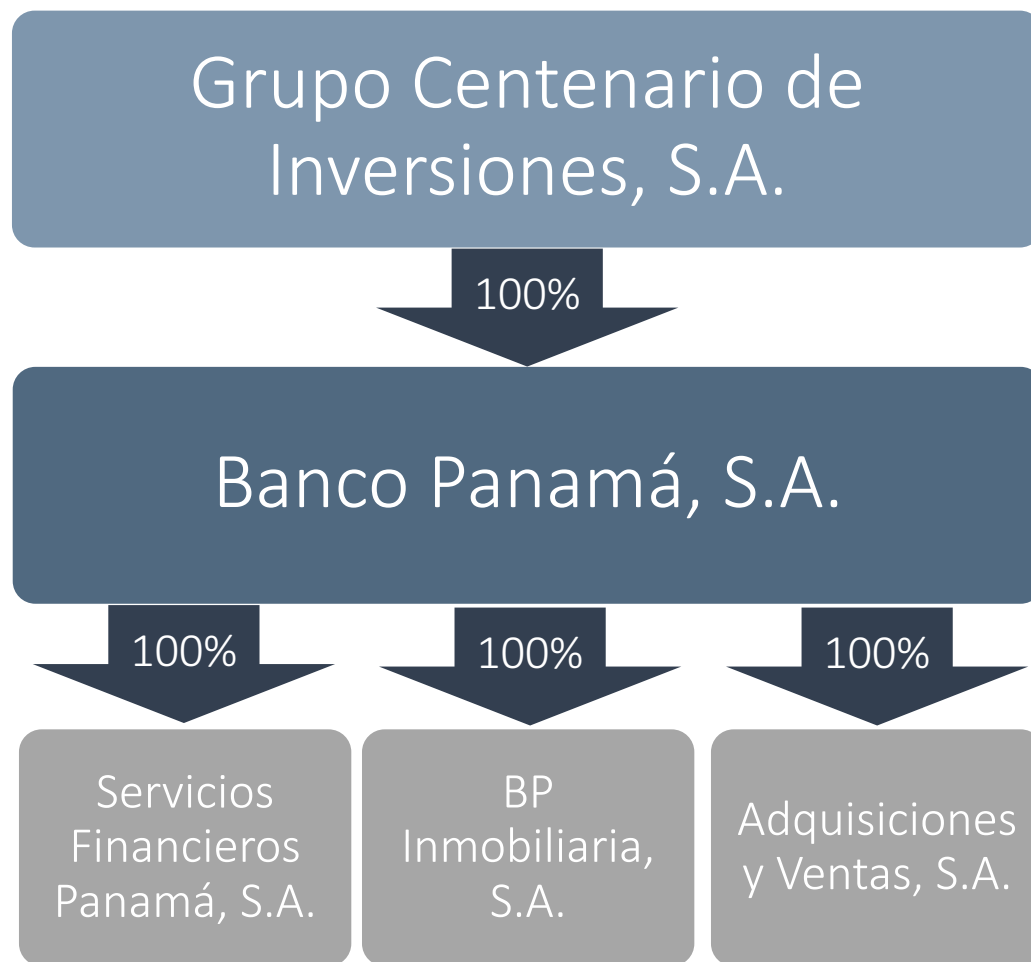 Grupo Centenario de
Inversiones, S.A.
100%
Banco Panamá, S.A.
100%
100%
100%
Servicios
Financieros
Panamá, S.A.
BP
Inmobiliaria,
S.A.
Adquisiciones
y Ventas, S.A.